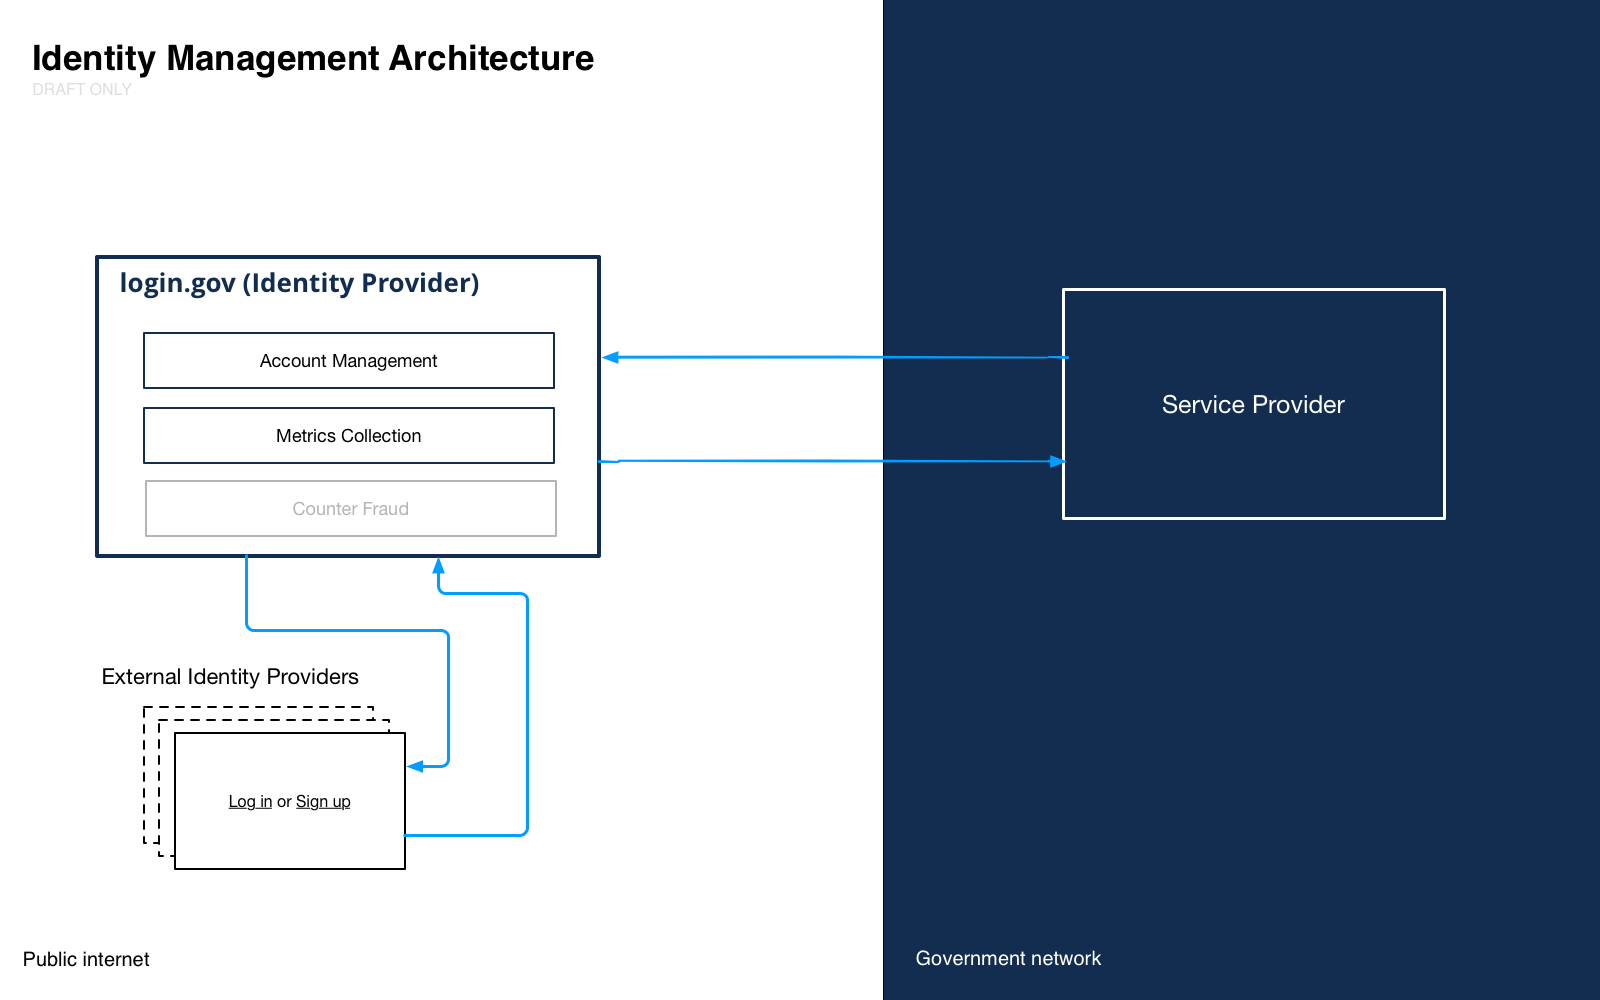 Identity Management Architecture
DRAFT ONLY
login.gov (Identity Provider)
Account Management
Metrics Collection
Counter Fraud
Service Provider
External Identity Providers
Log in or Sign up
Public internet
Government network